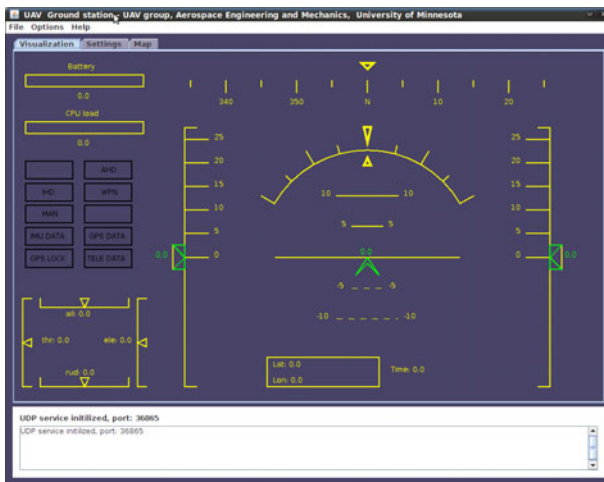 UAV Ground station - UAV group, Aerospace Engineering and Mechanics, University of Minnesota
File Options Help
Visualization Settings Map
Battery
0.0
CPU load
0.0
AHD
IHD WPN
MAN
IMU DATA GPS DATA
GPS LOCK TELE DATA
ail: 0.0
thr: 0.0 ele: 0.0
rud: 0.0
340 350 N 10 20
25 25
20 20
15 15
10 10 10 10
5 5 5 5
0.0 0 0.0 0 0.0
-5 -5
-10 -10
Lat: 0.0
Lon: 0.0
Time: 0.0
UDP service initilized, port: 36865
UDP service initilized, port: 36865